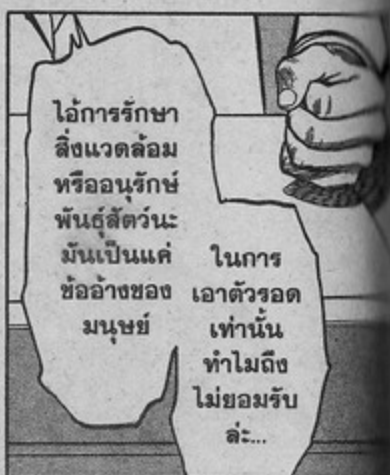 ไอ้การรักษา
สิ่งแวดล้อม
หรืออนุรักษ์
พันธุ์สัตว์นะ
มันเป็นแค่
ข้ออ้างของ
มนุษย์
ในการ
เอาตัวรอด
เท่านั้น
ทำไมถึง
ไม่ยอมรับ
ล่ะ...